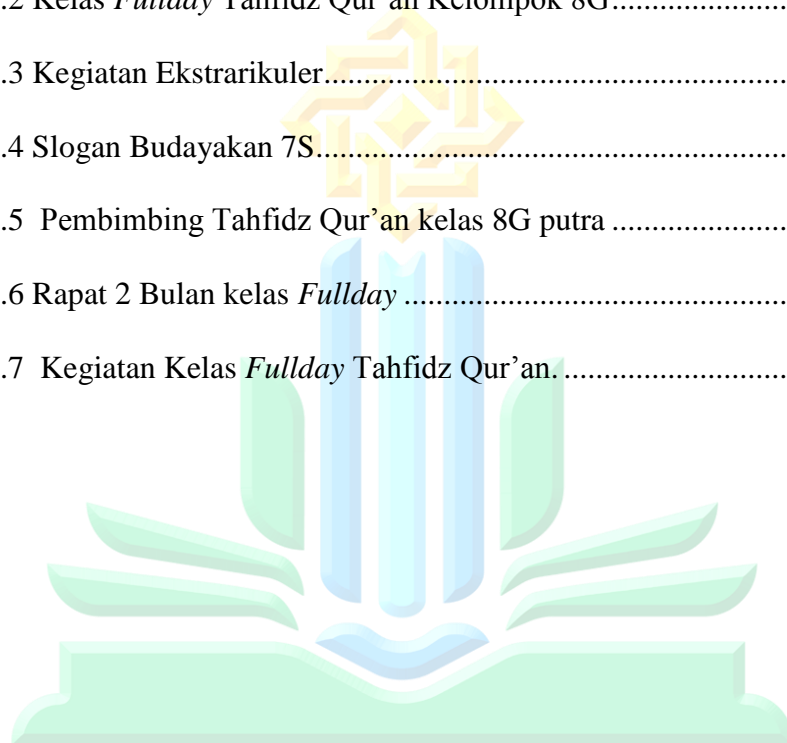 .2 Kelas Fullday Tahfidz Qur’an Kelompok 8G......................
.3 Kegiatan Ekstrarikuler.........................................................
.4 Slogan Budayakan 7S..........................................................
.5 Pembimbing Tahfidz Qur’an kelas 8G putra ......................
.6 Rapat 2 Bulan kelas Fullday ...............................................
.7 Kegiatan Kelas Fullday Tahfidz Qur’an. ............................